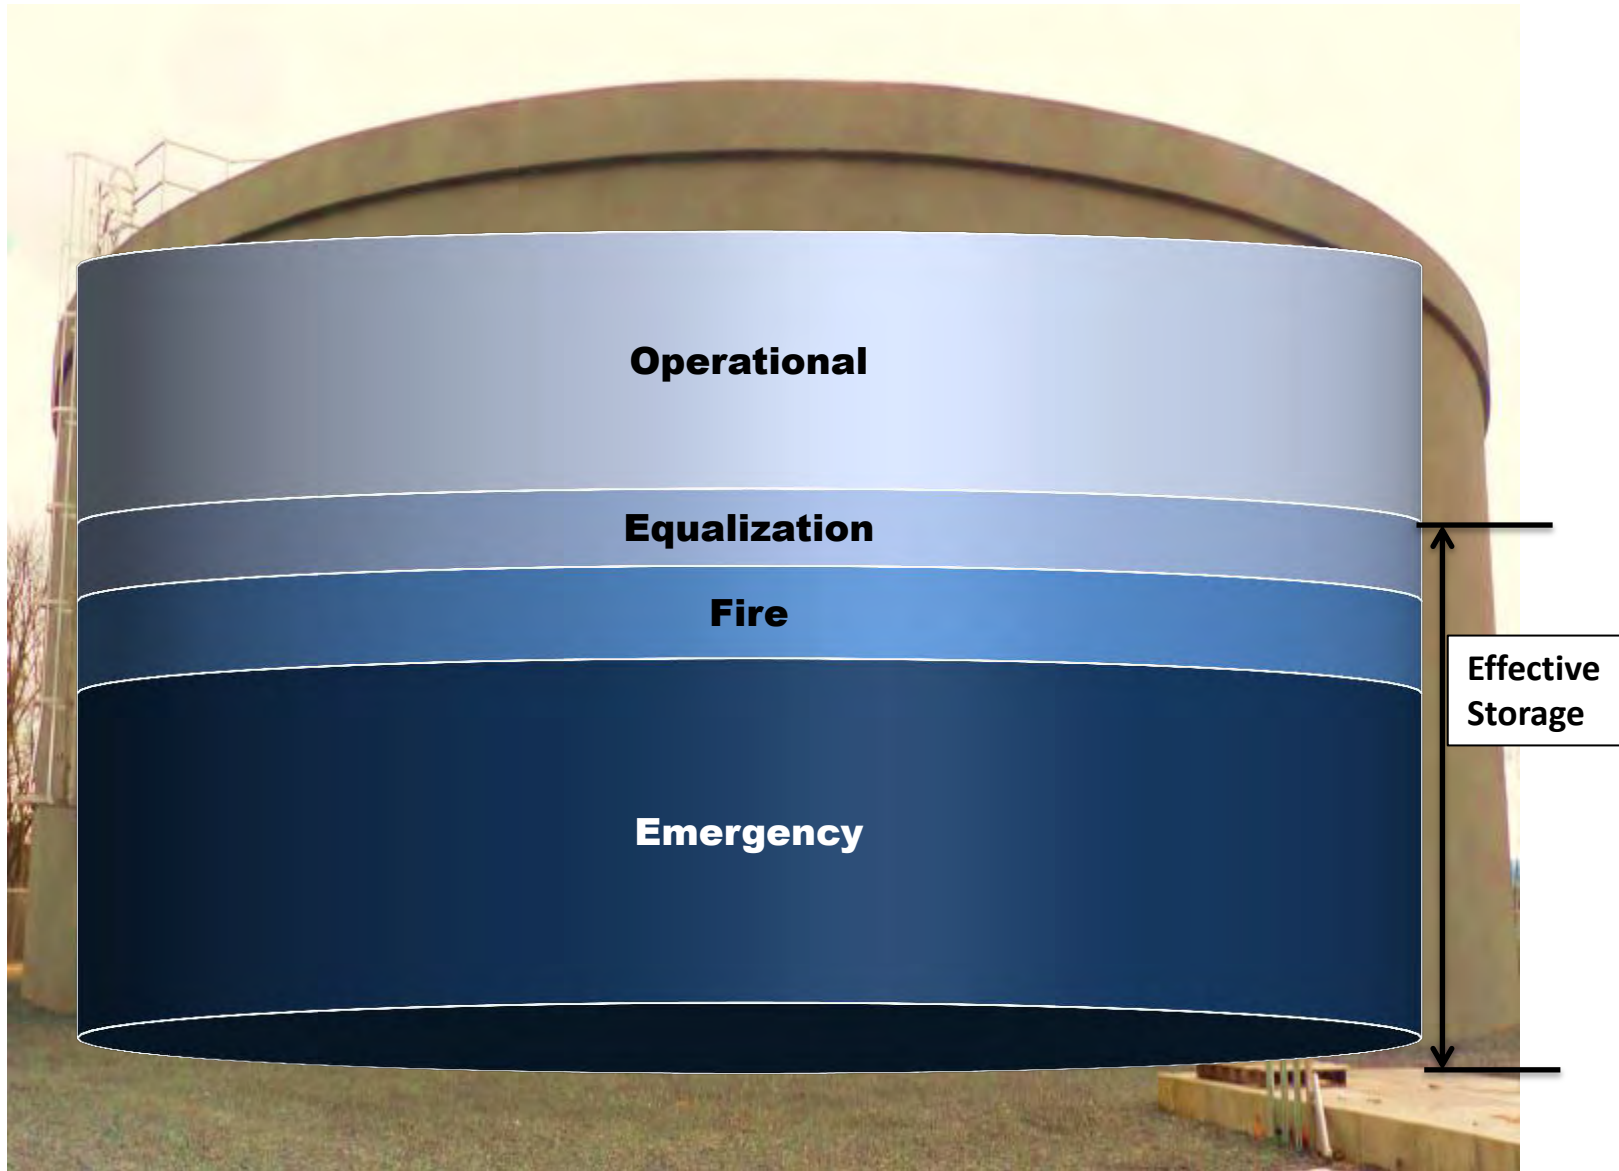 Operational
Equalization
Fire
Effective
Storage
Emergency